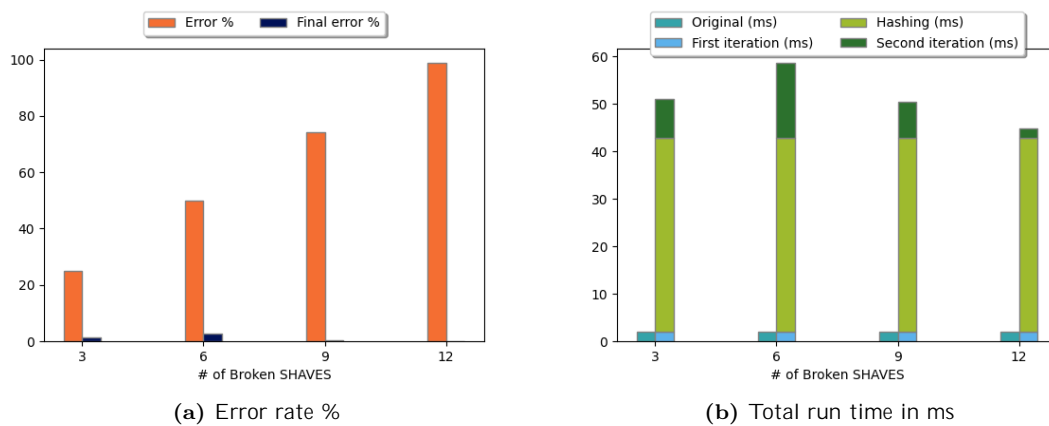 Error %
Final error %
100
80
60
40
20
0
3
6
9
12
# of Broken SHAVES
(a) Error rate %
Original (ms)
First iteration (ms)
Hashing (ms)
Second iteration (ms)
60
50
40
30
20
10
0
3
6
9
12
# of Broken SHAVES
(b) Total run time in ms